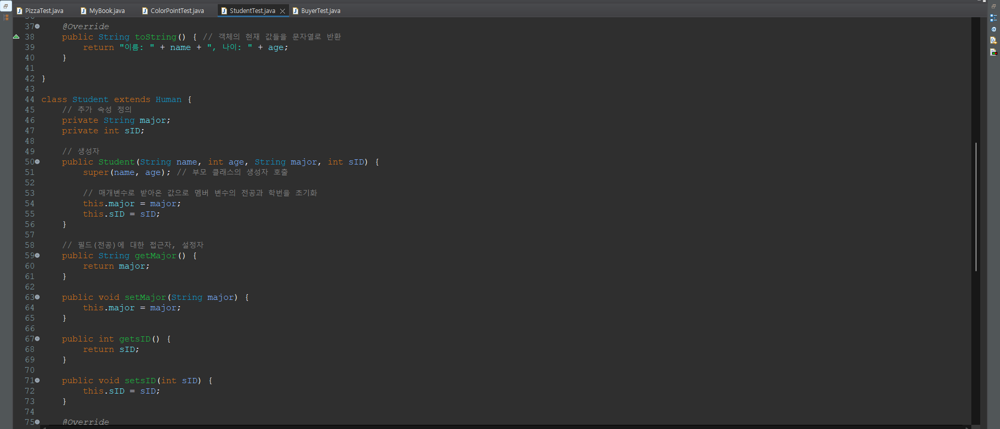 PizzaTest.java MyBook.java ColorPointTest.java StudentTest.java BuyerTest.java
37 @Override
38 public String toString() { // 객체의 현재 값들을 문자열로 반환
39 return "이름: " + name + ", 나이: " + age;
40 }
41
42 }
43
44 class Student extends Human {
45 // 추가 속성 정의
46 private String major;
47 private int sID;
48
49 // 생성자
50 public Student(String name, int age, String major, int sID) {
51 super(name, age); // 부모 클래스의 생성자 호출
52
53 // 매개변수로 받아온 값으로 멤버 변수의 전공과 학번을 초기화
54 this.major = major;
55 this.sID = sID;
56 }
57
58 // 필드(전공)에 대한 접근자, 설정자
59 public String getMajor() {
60 return major;
61 }
62
63 public void setMajor(String major) {
64 this.major = major;
65 }
66
67 public int getsID() {
68 return sID;
69 }
70
71 public void setsID(int sID) {
72 this.sID = sID;
73 }
74
75 @Override